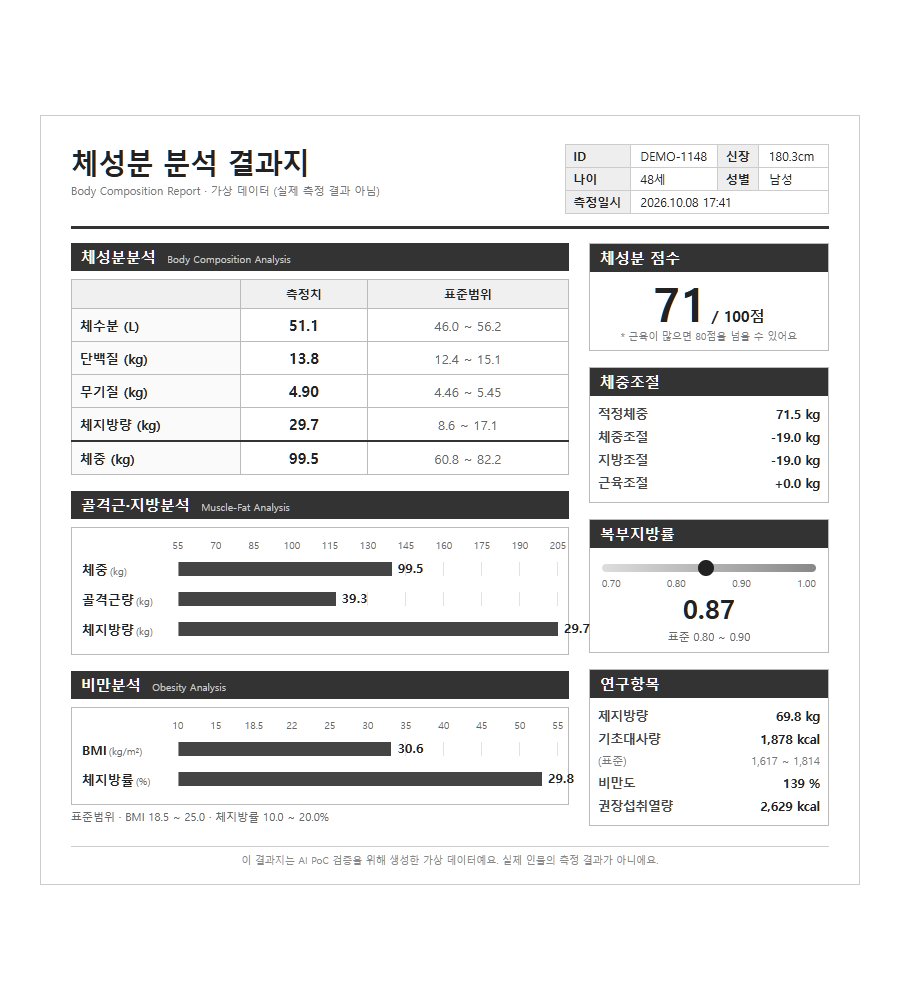 체성분 분석 결과지
Body Composition Report · 가상 데이터 (실제 측정 결과 아님)
ID DEMO-1148 신장 180.3cm
나이 48세 성별 남성
측정일시 2026.10.08 17:41
체성분분석 Body Composition Analysis
측정치 표준범위
체수분 (L) 51.1 46.0 ~ 56.2
단백질 (kg) 13.8 12.4 ~ 15.1
무기질 (kg) 4.90 4.46 ~ 5.45
체지방량 (kg) 29.7 8.6 ~ 17.1
체중 (kg) 99.5 60.8 ~ 82.2
골격근·지방분석 Muscle-Fat Analysis
55 70 85 100 115 130 145 160 175 190 205
체중 (kg) 99.5
골격근량 (kg) 39.3
체지방량 (kg) 29.7
비만분석 Obesity Analysis
10 15 18.5 22 25 30 35 40 45 50 55
BMI (kg/m²) 30.6
체지방률 (%) 29.8
표준범위 · BMI 18.5 ~ 25.0 · 체지방률 10.0 ~ 20.0%
체성분 점수
71 / 100점
* 근육이 많으면 80점을 넘을 수 있어요
체중조절
적정체중 71.5 kg
체중조절 -19.0 kg
지방조절 -19.0 kg
근육조절 +0.0 kg
복부지방률
0.70 0.80 0.90 1.00
0.87
표준 0.80 ~ 0.90
연구항목
제지방량 69.8 kg
기초대사량 1,878 kcal
(표준) 1,617 ~ 1,814
비만도 139 %
권장섭취열량 2,629 kcal
이 결과지는 AI PoC 검증을 위해 생성한 가상 데이터예요. 실제 인물의 측정 결과가 아니에요.